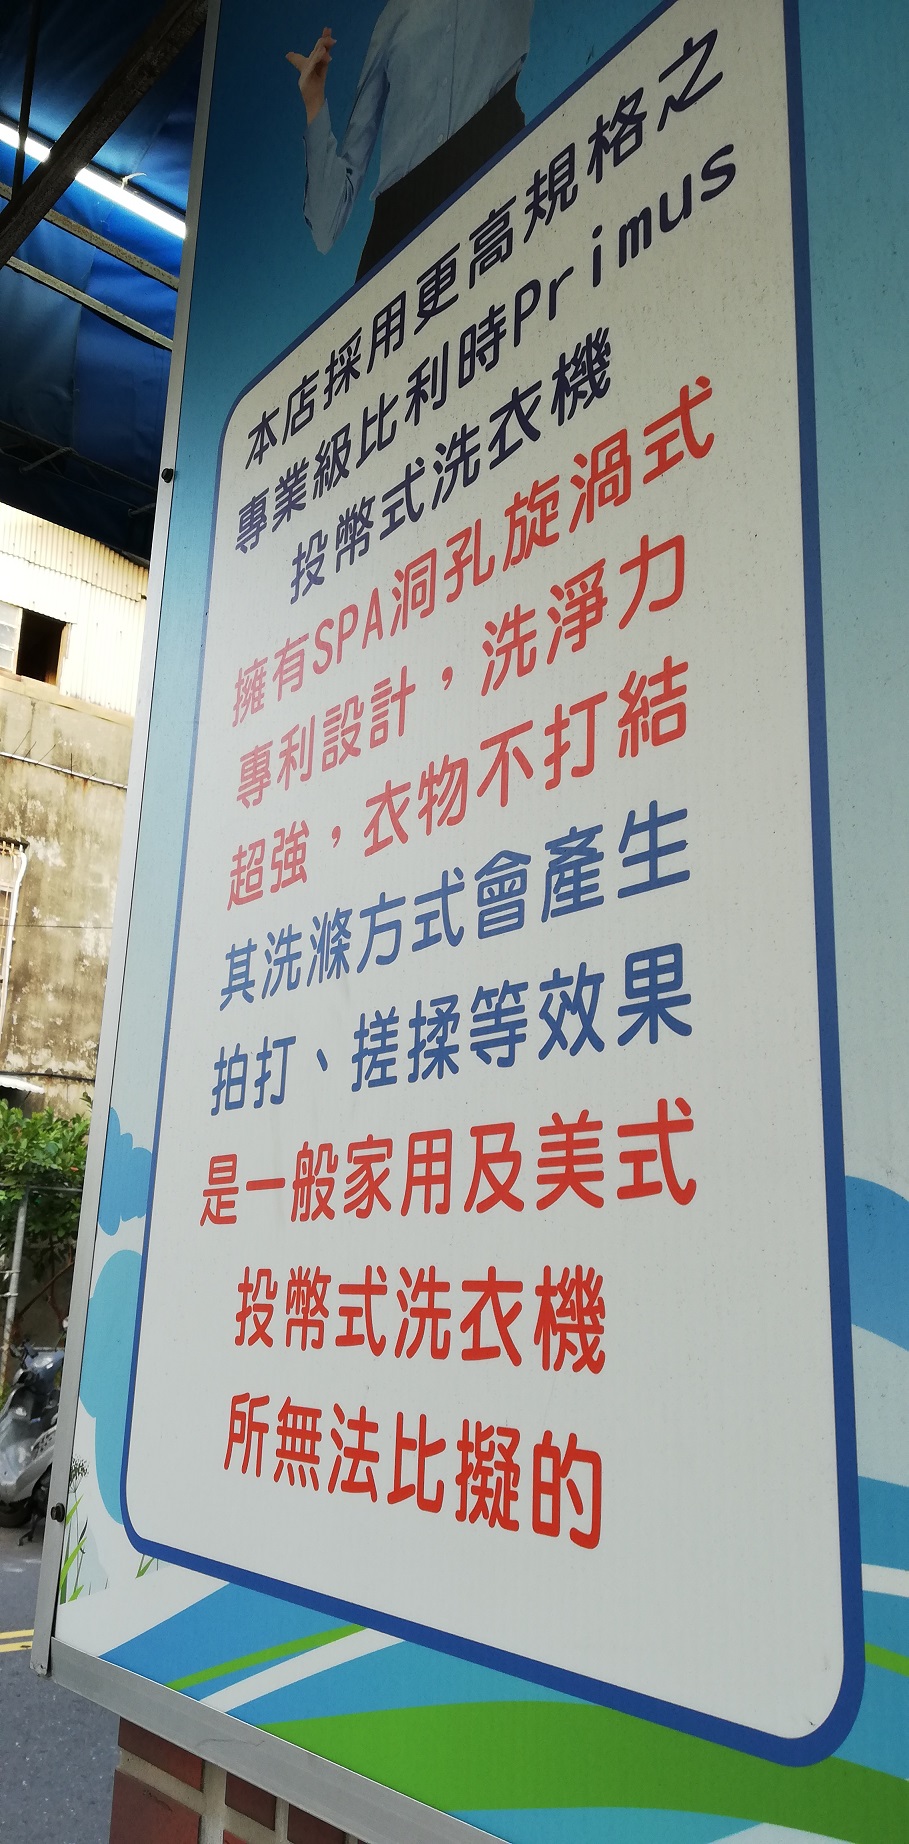 本店採用更高規格之
專業級比利時Primus
投幣式洗衣機
擁有SPA洞孔旋渦式
專利設計，洗淨力
超強，衣物不打結
其洗滌方式會產生
拍打、搓揉等效果
是一般家用及美式
投幣式洗衣機
所無法比擬的